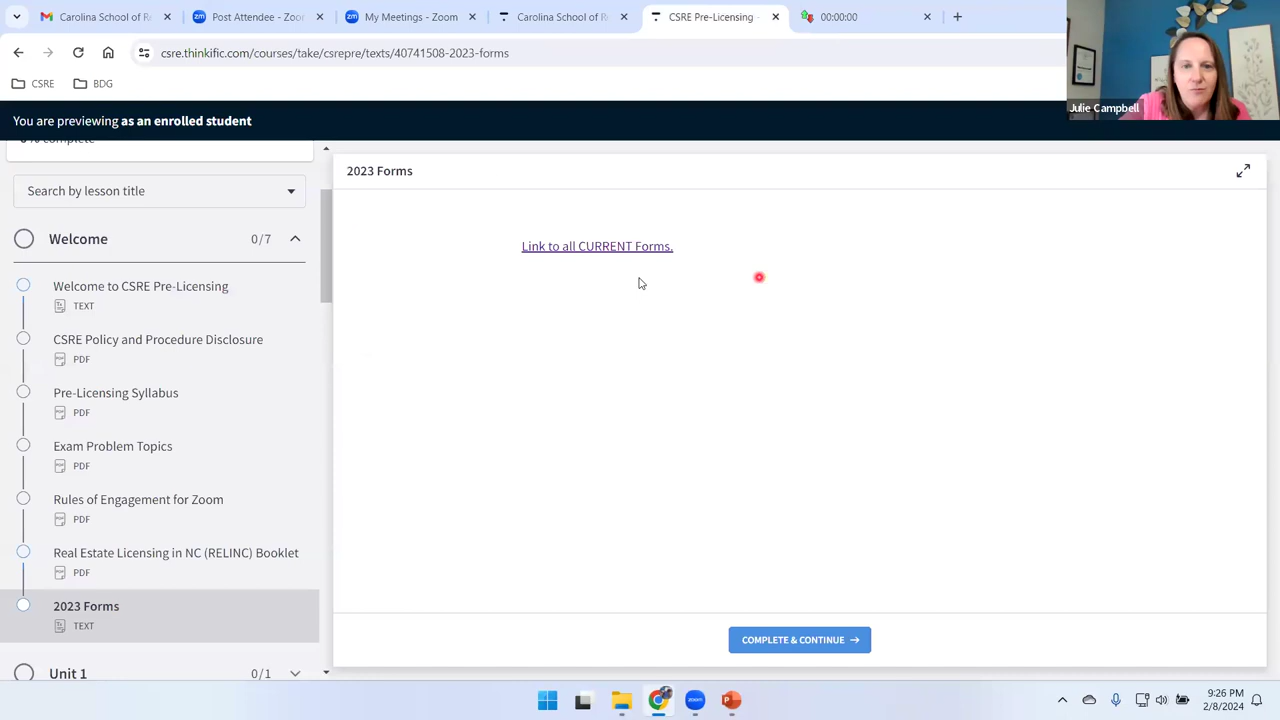 Carolina School of R
Post Attendee - Zoom
My Meetings - Zoom
Carolina School of R
CSRE Pre-Licensing -
00:00:00
csre.thinkific.com/courses/take/csrepre/texts/40741508-2023-forms
CSRE
BDG
Julie Campbell
You are previewing as an enrolled student
Search by lesson title
2023 Forms
Welcome
0/7
Link to all CURRENT Forms.
Welcome to CSRE Pre-Licensing
TEXT
CSRE Policy and Procedure Disclosure
PDF
Pre-Licensing Syllabus
PDF
Exam Problem Topics
PDF
Rules of Engagement for Zoom
PDF
Real Estate Licensing in NC (RELINC) Booklet
PDF
2023 Forms
TEXT
COMPLETE & CONTINUE →
Unit 1
0/1
9:26 PM
2/8/2024